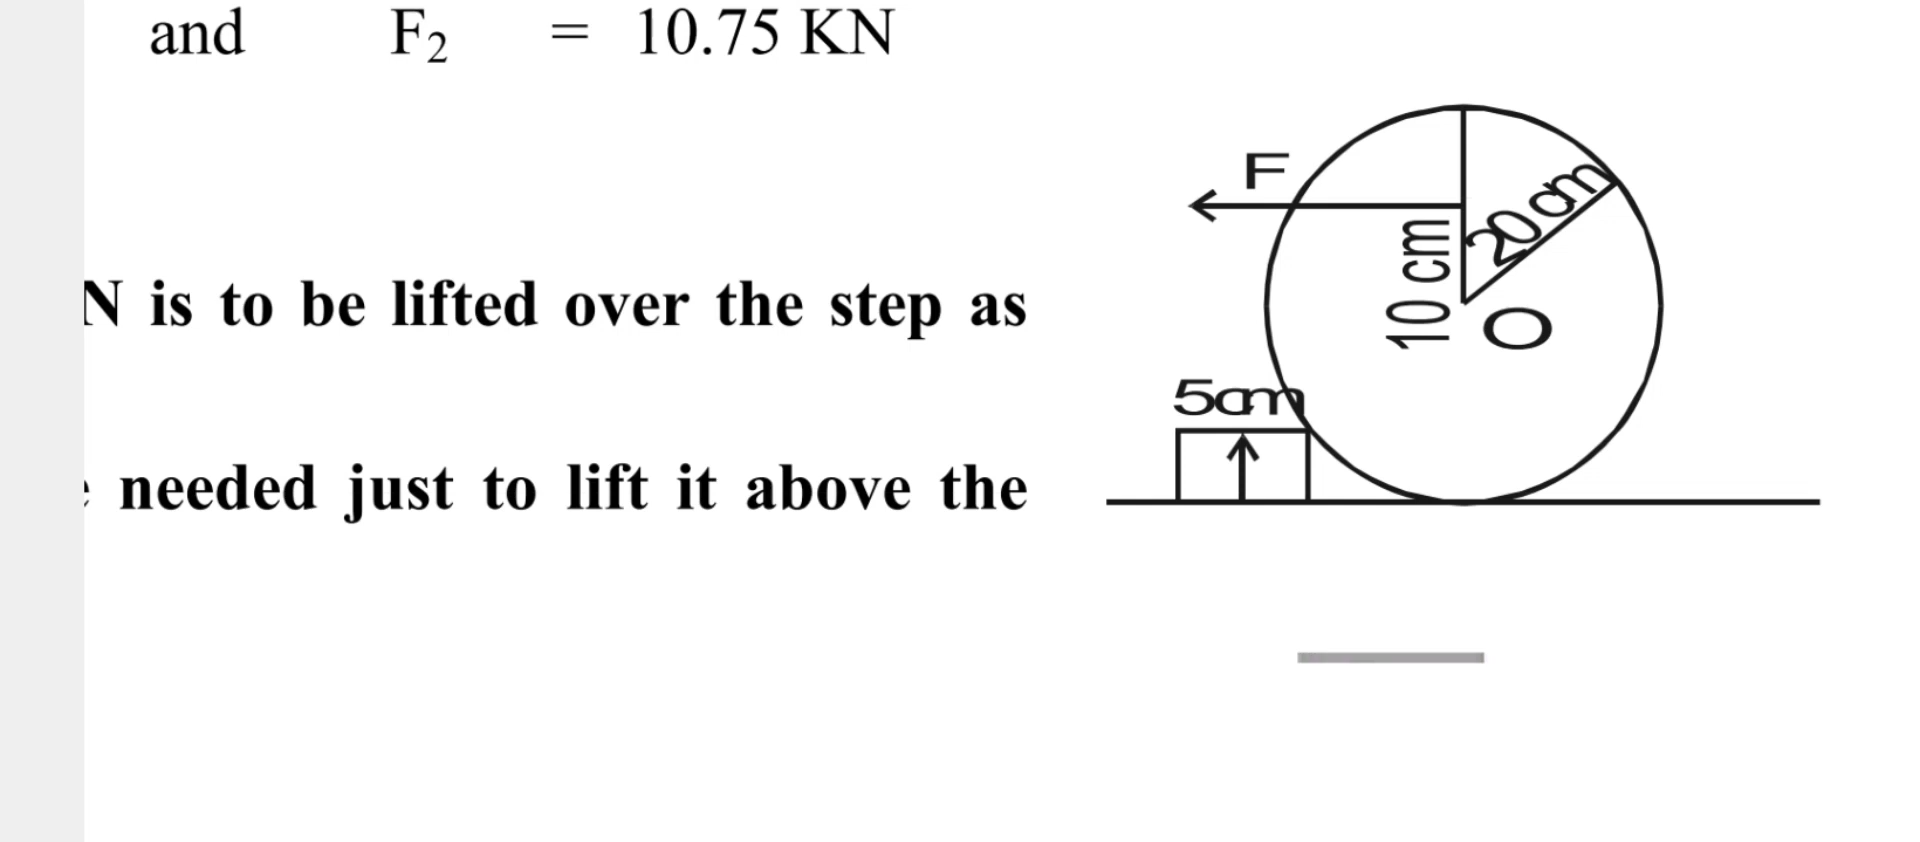 and F₂ = 10.75 KN
F
20 cm
10 cm
O
N is to be lifted over the step as
5cm
needed just to lift it above the